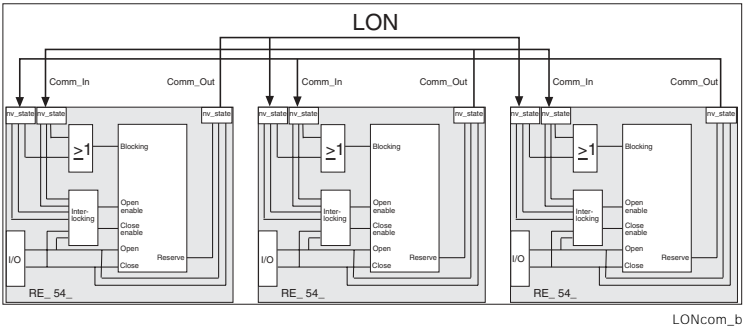 LON
Comm_In Comm_Out Comm_In Comm_Out Comm_In Comm_Out
nv_state nv_state nv_state nv_state nv_state nv_state nv_state nv_state nv_state
≥1 Blocking ≥1 Blocking ≥1 Blocking
Open Open Open
Inter- enable Inter- enable Inter- enable
locking Close locking Close locking Close
enable enable enable
Open Open Open
I/O Reserve I/O Reserve I/O Reserve
Close Close Close
RE_ 54_ RE_ 54_ RE_ 54_
LONcom_b